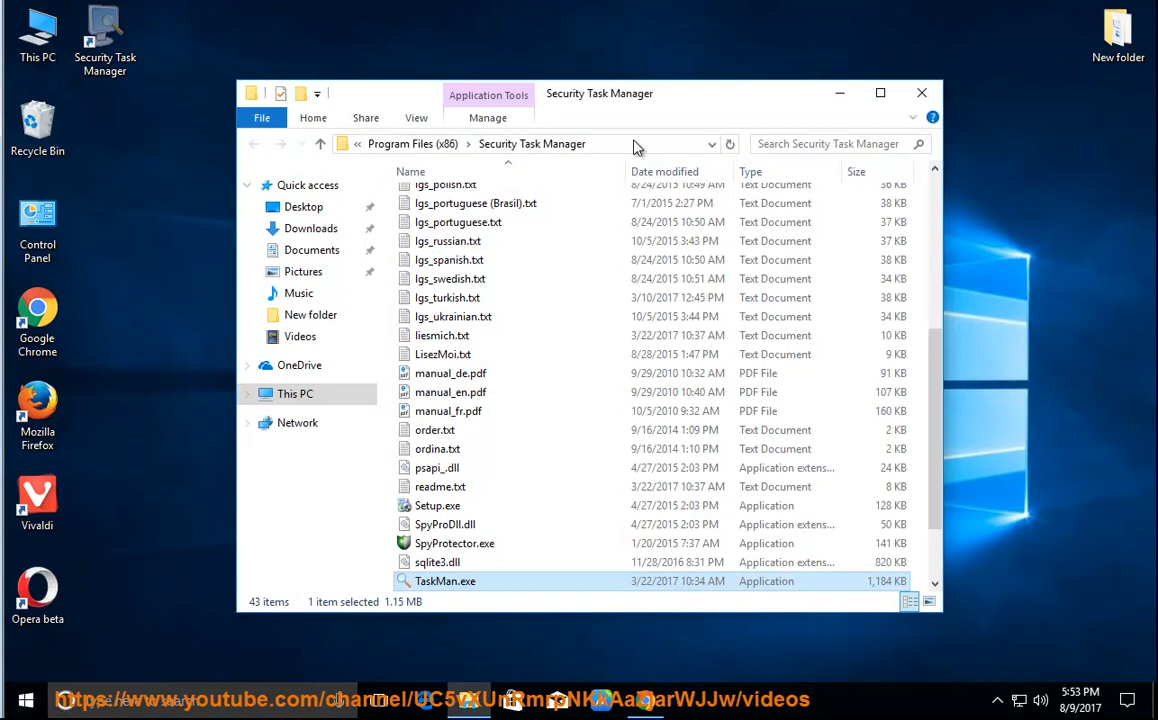 This PC
Security Task Manager
New folder
Recycle Bin
Control Panel
Google Chrome
Mozilla Firefox
Vivaldi
Opera beta
Application Tools
Security Task Manager
File
Home
Share
View
Manage
« Program Files (x86) > Security Task Manager
Search Security Task Manager
Quick access
Desktop
Downloads
Documents
Pictures
Music
New folder
Videos
OneDrive
This PC
Network
Name Date modified Type Size
lgs_polish.txt 8/24/2015 10:49 AM Text Document 36 KB
lgs_portuguese (Brasil).txt 7/1/2015 2:27 PM Text Document 38 KB
lgs_portuguese.txt 8/24/2015 10:50 AM Text Document 38 KB
lgs_russian.txt 10/5/2015 3:43 PM Text Document 37 KB
lgs_spanish.txt 8/24/2015 10:50 AM Text Document 38 KB
lgs_swedish.txt 8/24/2015 10:51 AM Text Document 34 KB
lgs_turkish.txt 3/10/2017 12:45 PM Text Document 38 KB
lgs_ukrainian.txt 10/5/2015 3:44 PM Text Document 34 KB
liesmich.txt 3/22/2017 10:37 AM Text Document 10 KB
LisezMoi.txt 8/28/2015 1:47 PM Text Document 9 KB
manual_de.pdf 9/29/2010 10:32 AM PDF File 91 KB
manual_en.pdf 9/29/2010 10:40 AM PDF File 107 KB
manual_fr.pdf 10/5/2010 9:32 AM PDF File 160 KB
order.txt 9/16/2014 1:09 PM Text Document 2 KB
ordina.txt 9/16/2014 1:10 PM Text Document 2 KB
psapi_.dll 4/27/2015 2:03 PM Application extens... 24 KB
readme.txt 3/22/2017 10:37 AM Text Document 8 KB
Setup.exe 4/27/2015 2:03 PM Application 128 KB
SpyProDll.dll 4/27/2015 2:03 PM Application extens... 50 KB
SpyProtector.exe 1/20/2015 7:37 AM Application 141 KB
sqlite3.dll 11/28/2016 8:31 PM Application extens... 820 KB
TaskMan.exe 3/22/2017 10:34 AM Application 1,184 KB
43 items 1 item selected 1.15 MB
5:53 PM
8/9/2017